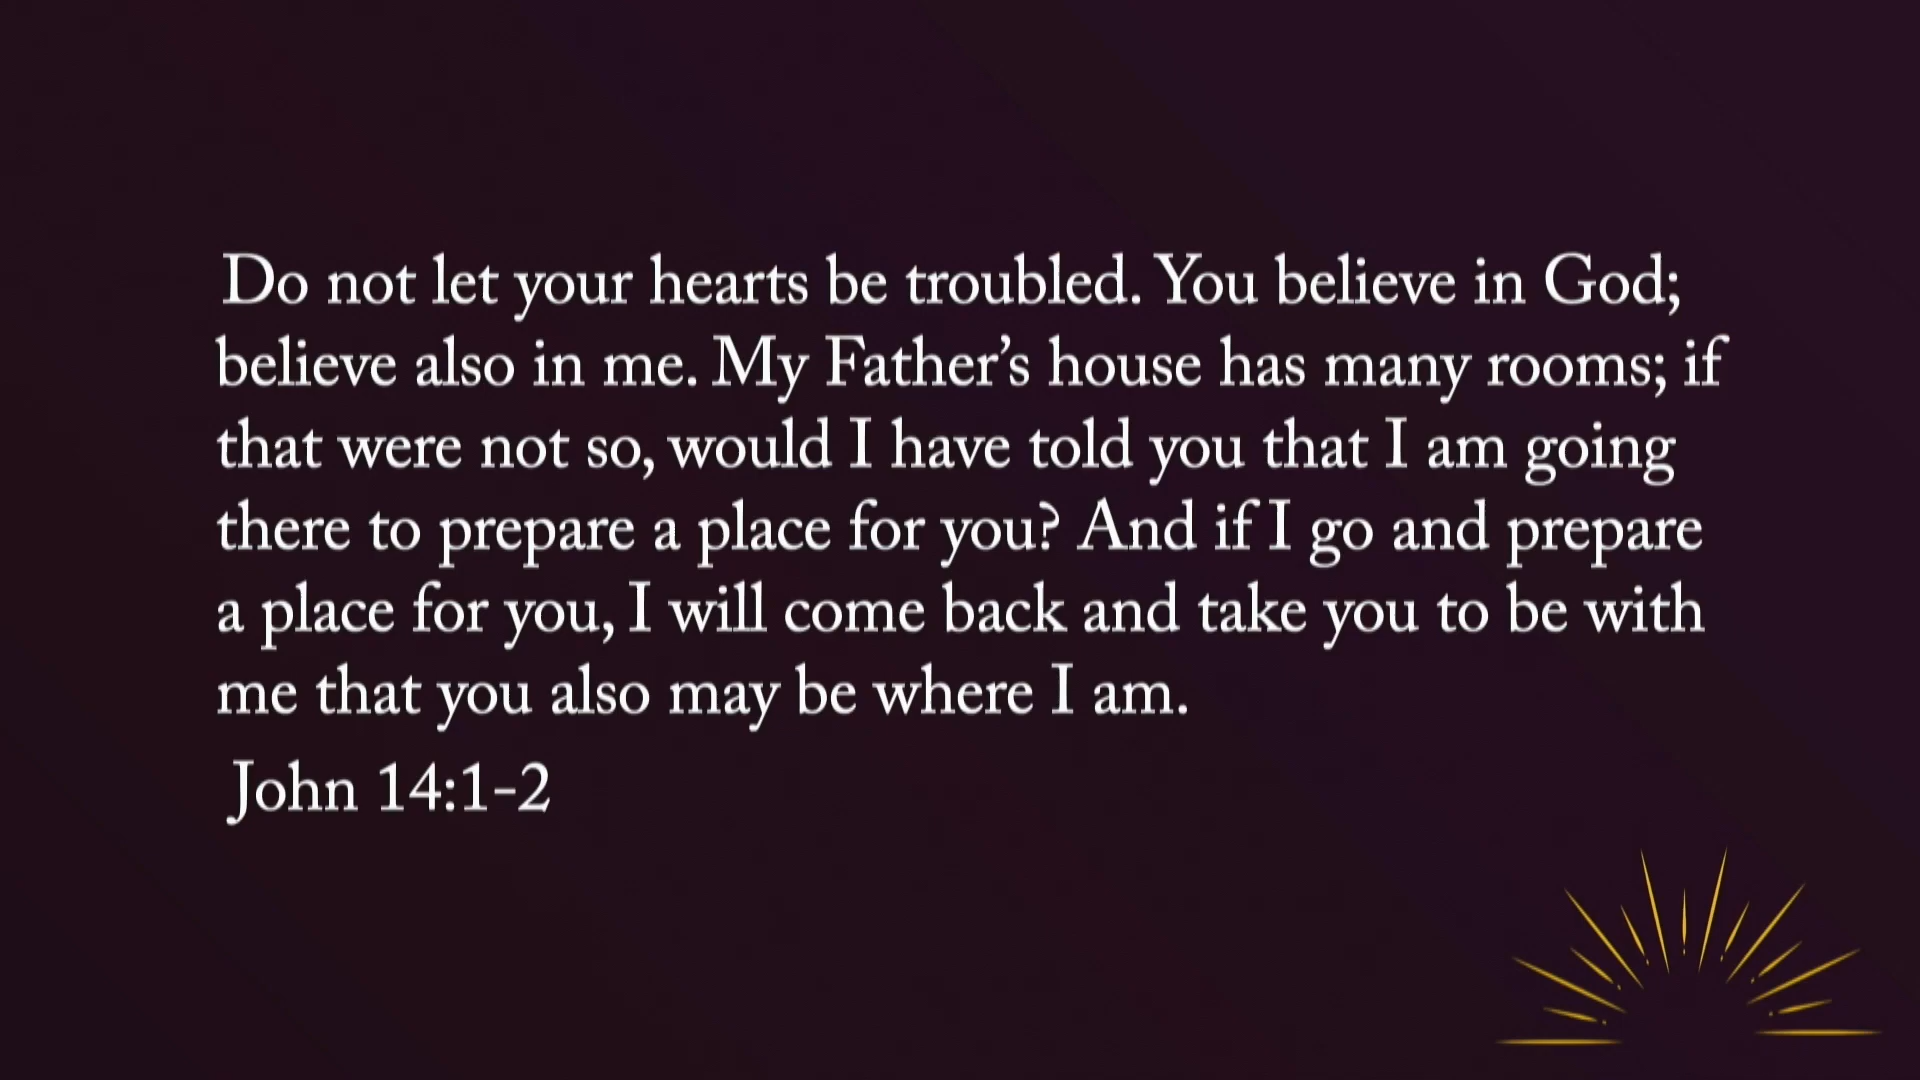 Do not let your hearts be troubled. You believe in God;
believe also in me. My Father’s house has many rooms; if
that were not so, would I have told you that I am going
there to prepare a place for you? And if I go and prepare
a place for you, I will come back and take you to be with
me that you also may be where I am.
John 14:1-2